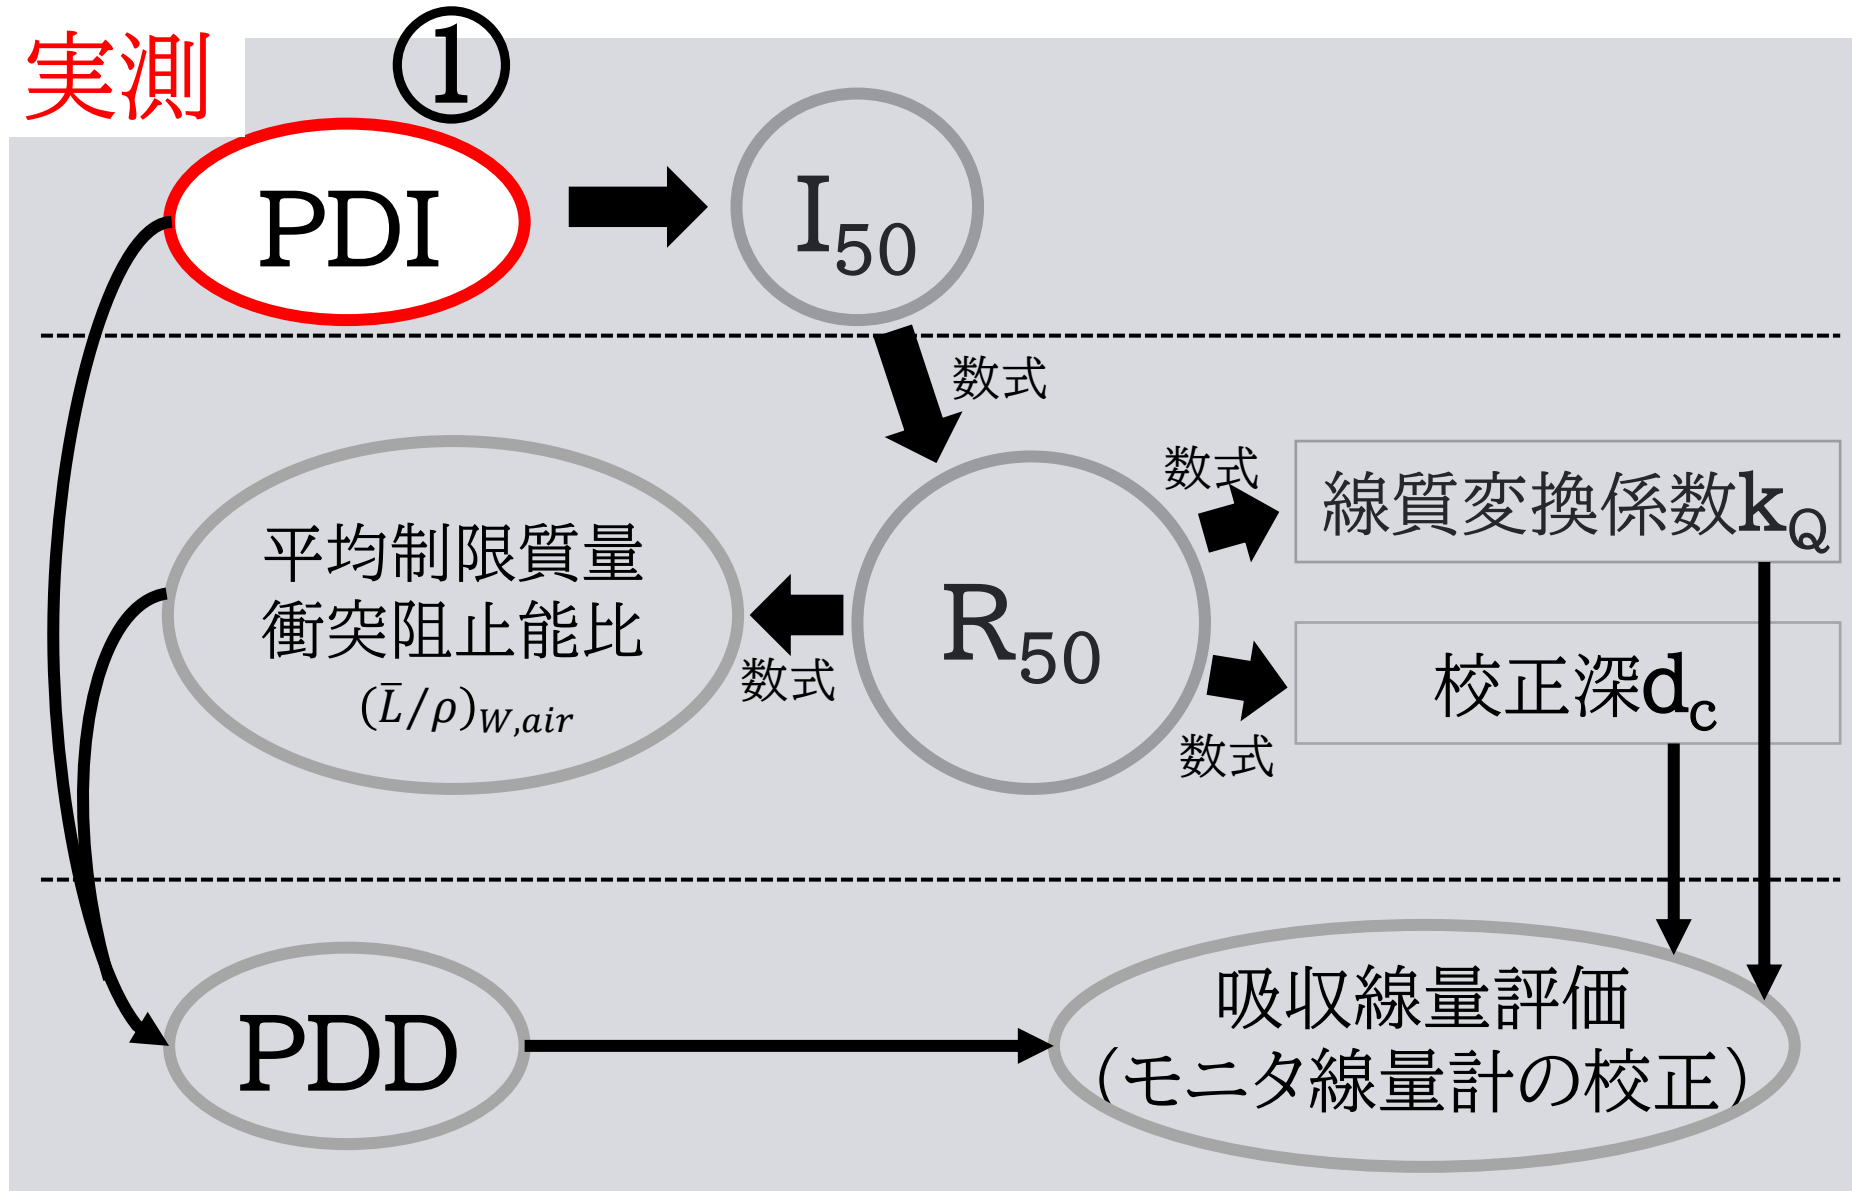 実測
①
PDI
I50
数式
数式
線質変換係数kQ
平均制限質量
衝突阻止能比
(L̄/ρ)W,air
数式
R50
校正深dc
数式
PDD
吸収線量評価
(モニタ線量計の校正)